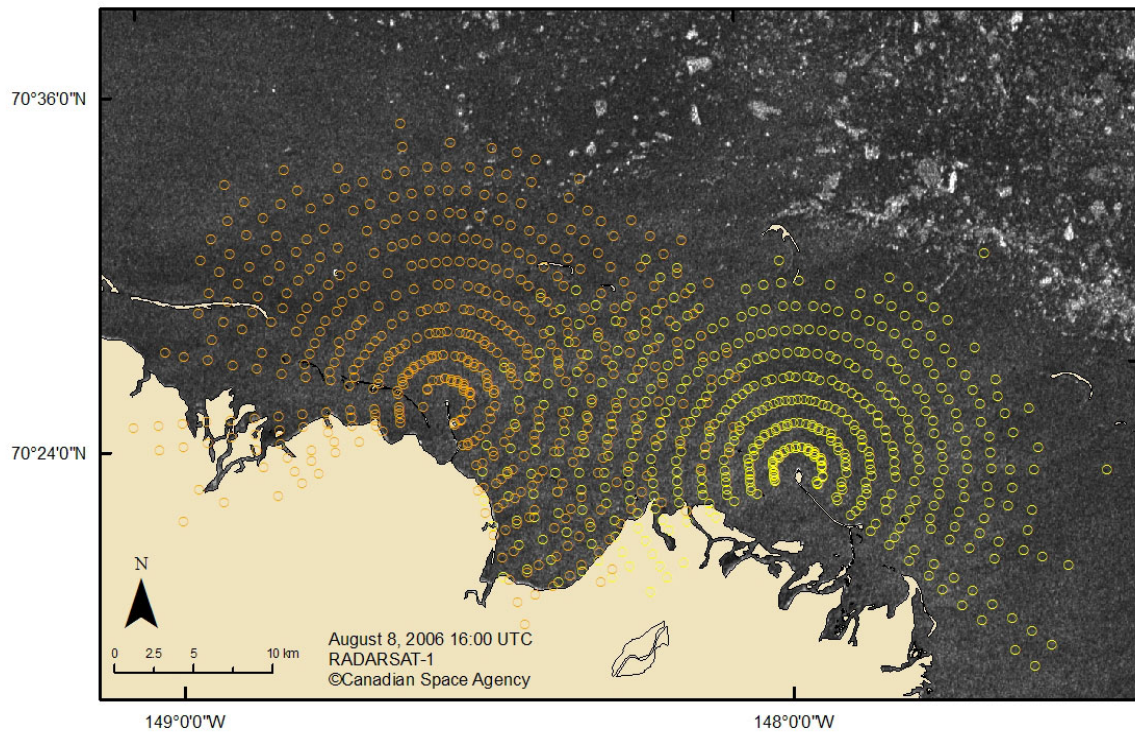 70°36'0"N
70°24'0"N
N
0 2.5 5 10 km
August 8, 2006 16:00 UTC
RADARSAT-1
©Canadian Space Agency
149°0'0"W
148°0'0"W